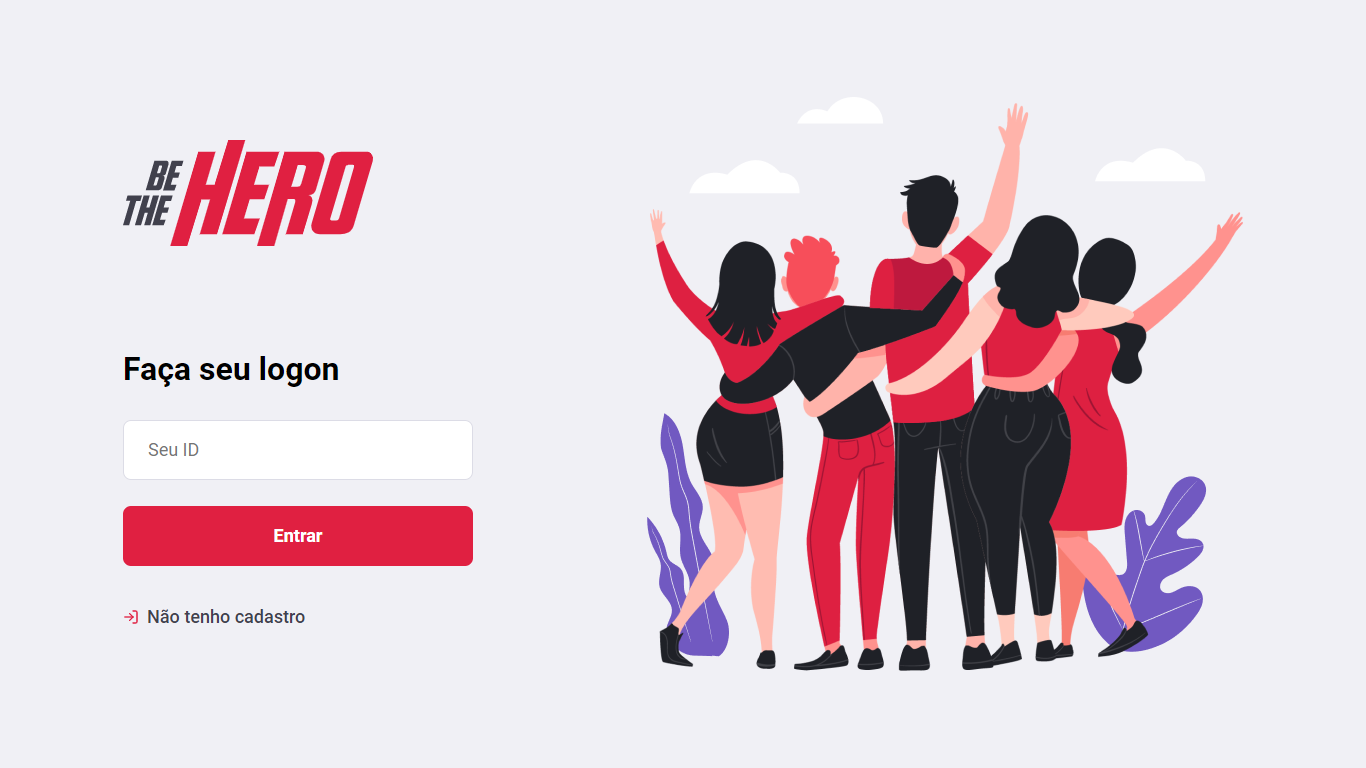 BE
THE
HERO
Faça seu logon
Seu ID
Entrar
Não tenho cadastro